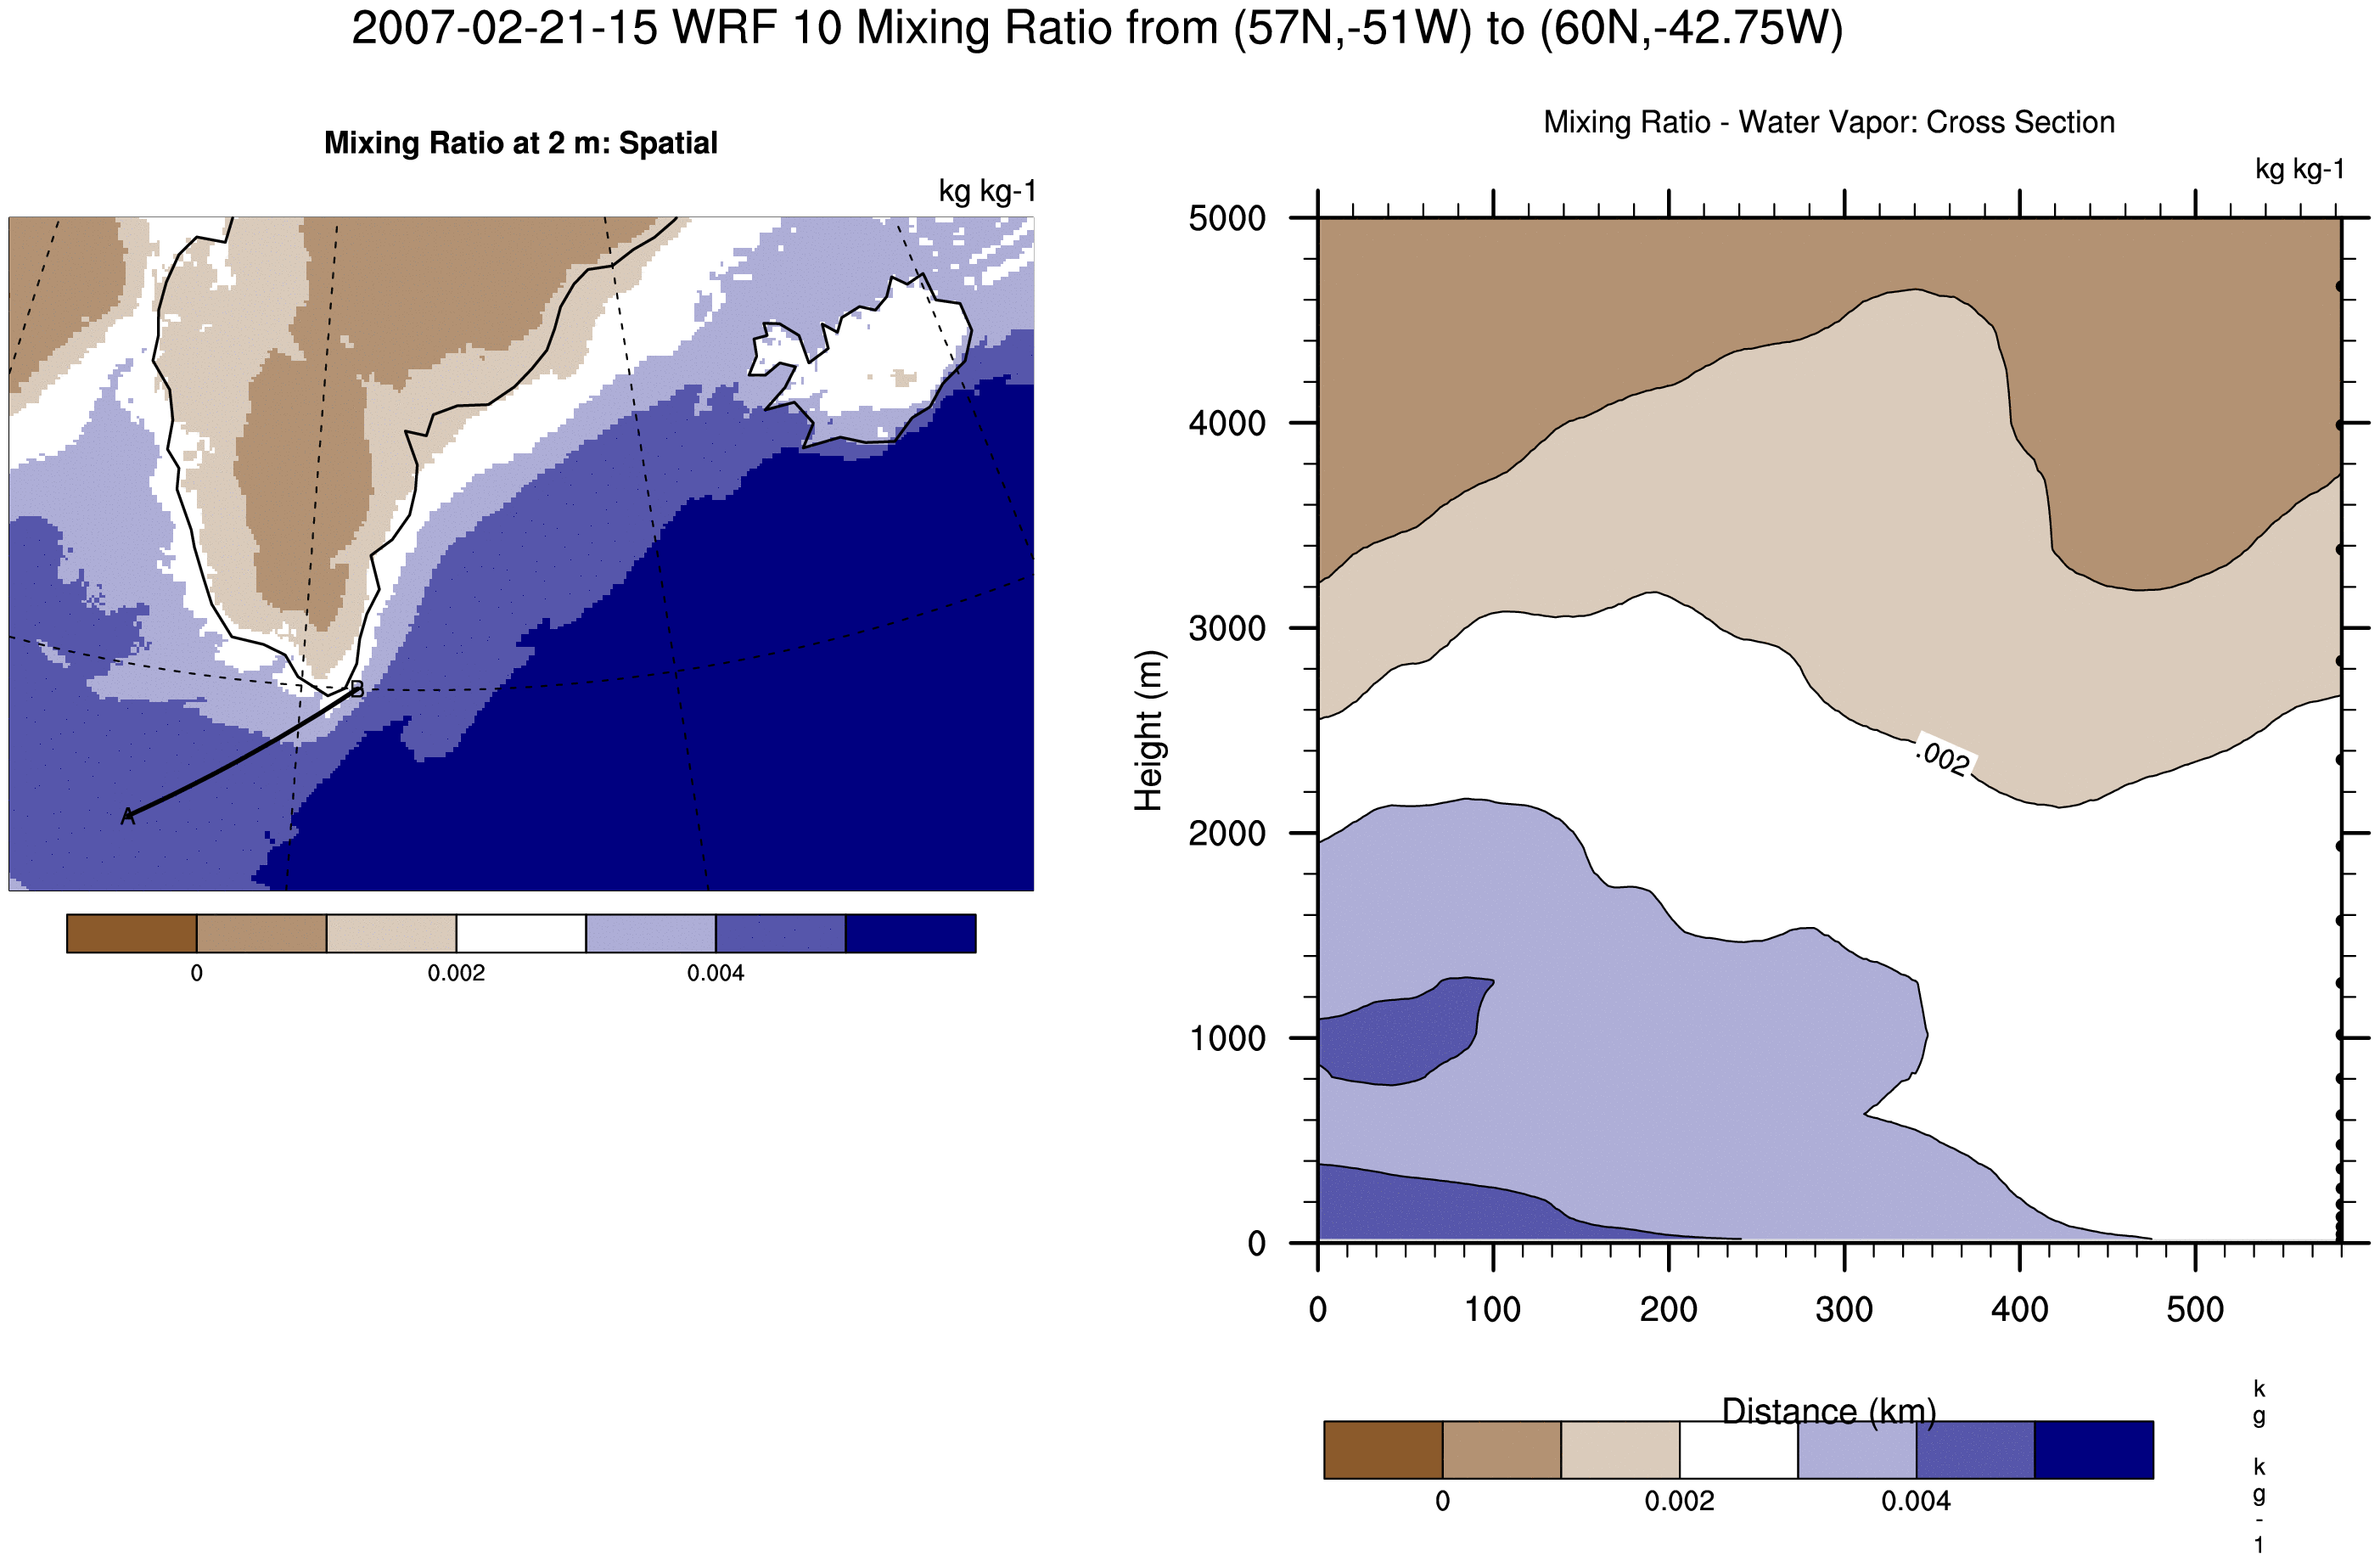 2007-02-21-15 WRF 10 Mixing Ratio from (57N,-51W) to (60N,-42.75W)
Mixing Ratio at 2 m: Spatial
kg kg-1
B
A
0 0.002 0.004
Mixing Ratio - Water Vapor: Cross Section
kg kg-1
5000
4000
3000
2000
1000
0
Height (m)
.002
0 100 200 300 400 500
Distance (km)
0 0.002 0.004
k
g
k
g
-
1